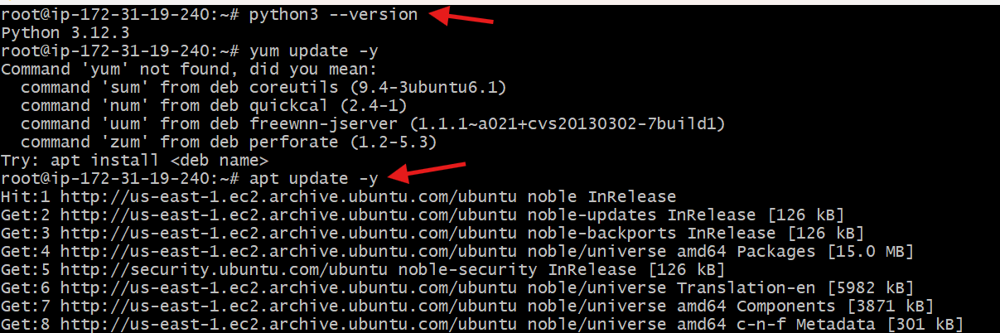 root@ip-172-31-19-240:~# python3 --version
Python 3.12.3
root@ip-172-31-19-240:~# yum update -y
Command 'yum' not found, did you mean:
  command 'sum' from deb coreutils (9.4-3ubuntu6.1)
  command 'num' from deb quickcal (2.4-1)
  command 'uum' from deb freewnn-jserver (1.1.1~a021+cvs20130302-7build1)
  command 'zum' from deb perforate (1.2-5.3)
Try: apt install <deb name>
root@ip-172-31-19-240:~# apt update -y
Hit:1 http://us-east-1.ec2.archive.ubuntu.com/ubuntu noble InRelease
Get:2 http://us-east-1.ec2.archive.ubuntu.com/ubuntu noble-updates InRelease [126 kB]
Get:3 http://us-east-1.ec2.archive.ubuntu.com/ubuntu noble-backports InRelease [126 kB]
Get:4 http://us-east-1.ec2.archive.ubuntu.com/ubuntu noble/universe amd64 Packages [15.0 MB]
Get:5 http://security.ubuntu.com/ubuntu noble-security InRelease [126 kB]
Get:6 http://us-east-1.ec2.archive.ubuntu.com/ubuntu noble/universe Translation-en [5982 kB]
Get:7 http://us-east-1.ec2.archive.ubuntu.com/ubuntu noble/universe amd64 Components [3871 kB]
Get:8 http://us-east-1.ec2.archive.ubuntu.com/ubuntu noble/universe amd64 c-n-f Metadata [301 kB]